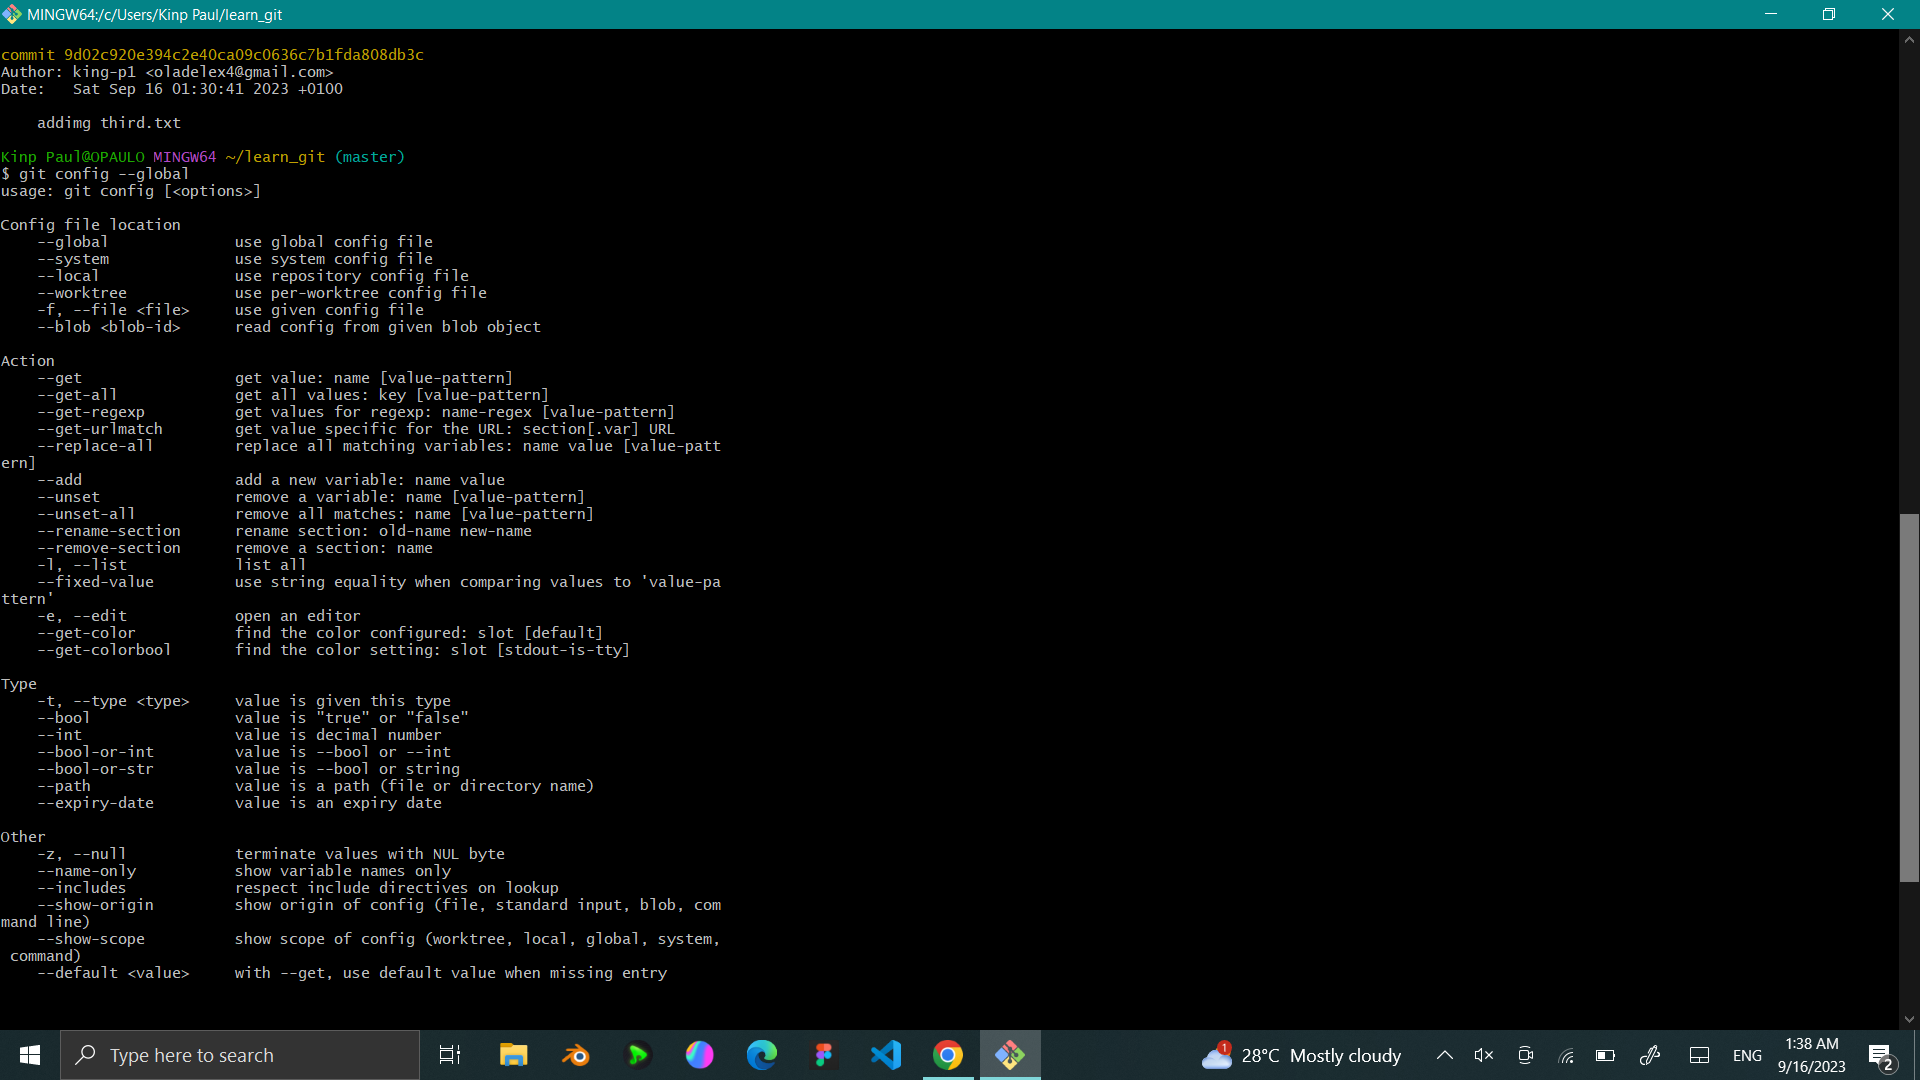 MINGW64:/c/Users/Kinp Paul/learn_git
commit 9d02c920e394c2e40ca09c0636c7b1fda808db3c
Author: king-p1 <oladelex4@gmail.com>
Date:   Sat Sep 16 01:30:41 2023 +0100
    addimg third.txt
Kinp Paul@OPAULO MINGW64 ~/learn_git (master)
$ git config --global
usage: git config [<options>]
Config file location
    --global              use global config file
    --system              use system config file
    --local               use repository config file
    --worktree            use per-worktree config file
    -f, --file <file>     use given config file
    --blob <blob-id>      read config from given blob object
Action
    --get                 get value: name [value-pattern]
    --get-all             get all values: key [value-pattern]
    --get-regexp          get values for regexp: name-regex [value-pattern]
    --get-urlmatch        get value specific for the URL: section[.var] URL
    --replace-all         replace all matching variables: name value [value-patt
ern]
    --add                 add a new variable: name value
    --unset               remove a variable: name [value-pattern]
    --unset-all           remove all matches: name [value-pattern]
    --rename-section      rename section: old-name new-name
    --remove-section      remove a section: name
    -l, --list            list all
    --fixed-value         use string equality when comparing values to 'value-pa
ttern'
    -e, --edit            open an editor
    --get-color           find the color configured: slot [default]
    --get-colorbool       find the color setting: slot [stdout-is-tty]
Type
    -t, --type <type>     value is given this type
    --bool                value is "true" or "false"
    --int                 value is decimal number
    --bool-or-int         value is --bool or --int
    --bool-or-str         value is --bool or string
    --path                value is a path (file or directory name)
    --expiry-date         value is an expiry date
Other
    -z, --null            terminate values with NUL byte
    --name-only           show variable names only
    --includes            respect include directives on lookup
    --show-origin         show origin of config (file, standard input, blob, com
mand line)
    --show-scope          show scope of config (worktree, local, global, system,
 command)
    --default <value>     with --get, use default value when missing entry
Type here to search
1
28°C Mostly cloudy
ENG
1:38 AM
9/16/2023
2